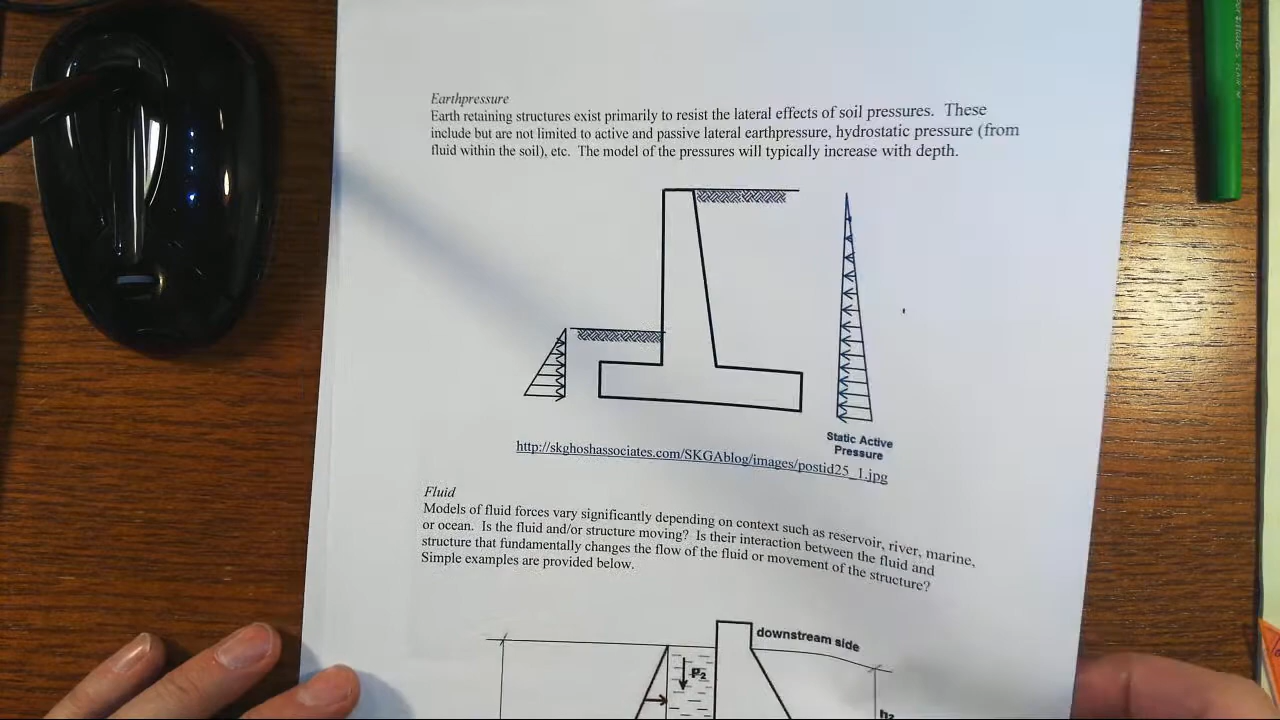 Earthpressure
Earth retaining structures exist primarily to resist the lateral effects of soil pressures. These
include but are not limited to active and passive lateral earthpressure, hydrostatic pressure (from
fluid within the soil), etc. The model of the pressures will typically increase with depth.
Static Active
Pressure
http://skghoshassociates.com/SKGAblog/images/postid25_1.jpg
Fluid
Models of fluid forces vary significantly depending on context such as reservoir, river, marine,
or ocean. Is the fluid and/or structure moving? Is their interaction between the fluid and
structure that fundamentally changes the flow of the fluid or movement of the structure?
Simple examples are provided below.
downstream side
P₂
h₂